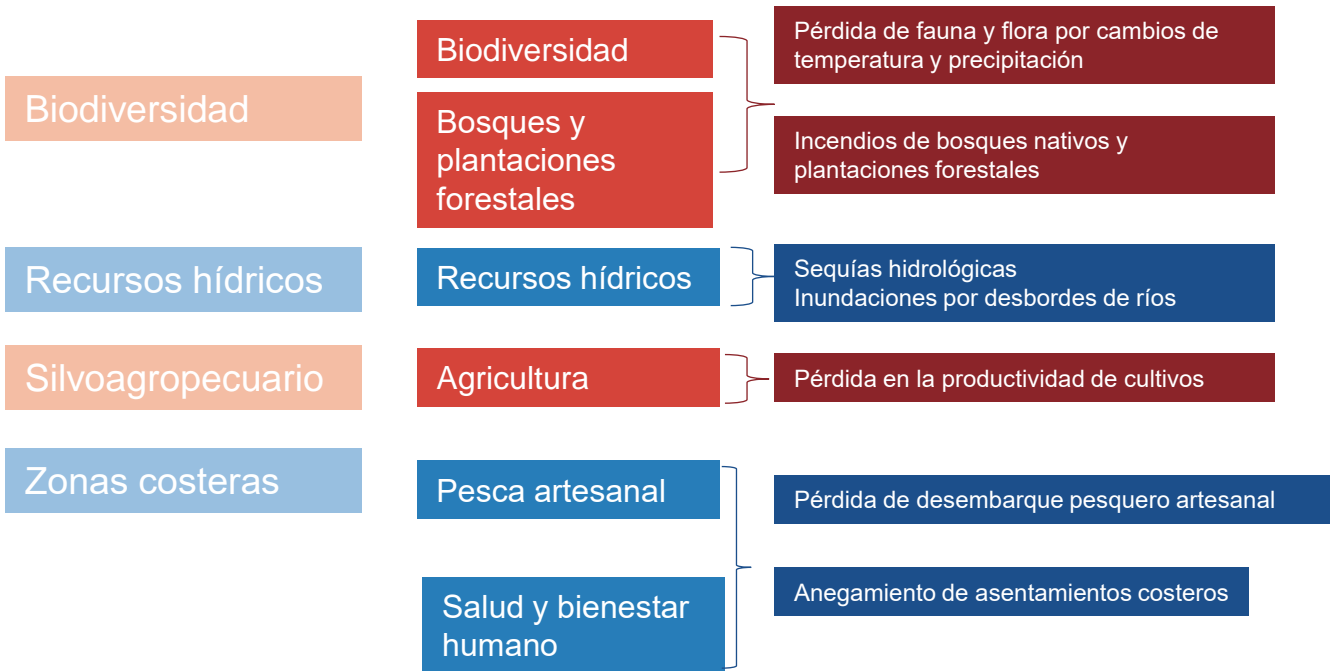 Biodiversidad
Biodiversidad
Bosques y
plantaciones
forestales
Pérdida de fauna y flora por cambios de
temperatura y precipitación
Incendios de bosques nativos y
plantaciones forestales
Recursos hídricos
Recursos hídricos
Sequías hidrológicas
Inundaciones por desbordes de ríos
Silvoagropecuario
Agricultura
Pérdida en la productividad de cultivos
Zonas costeras
Pesca artesanal
Salud y bienestar
humano
Pérdida de desembarque pesquero artesanal
Anegamiento de asentamientos costeros